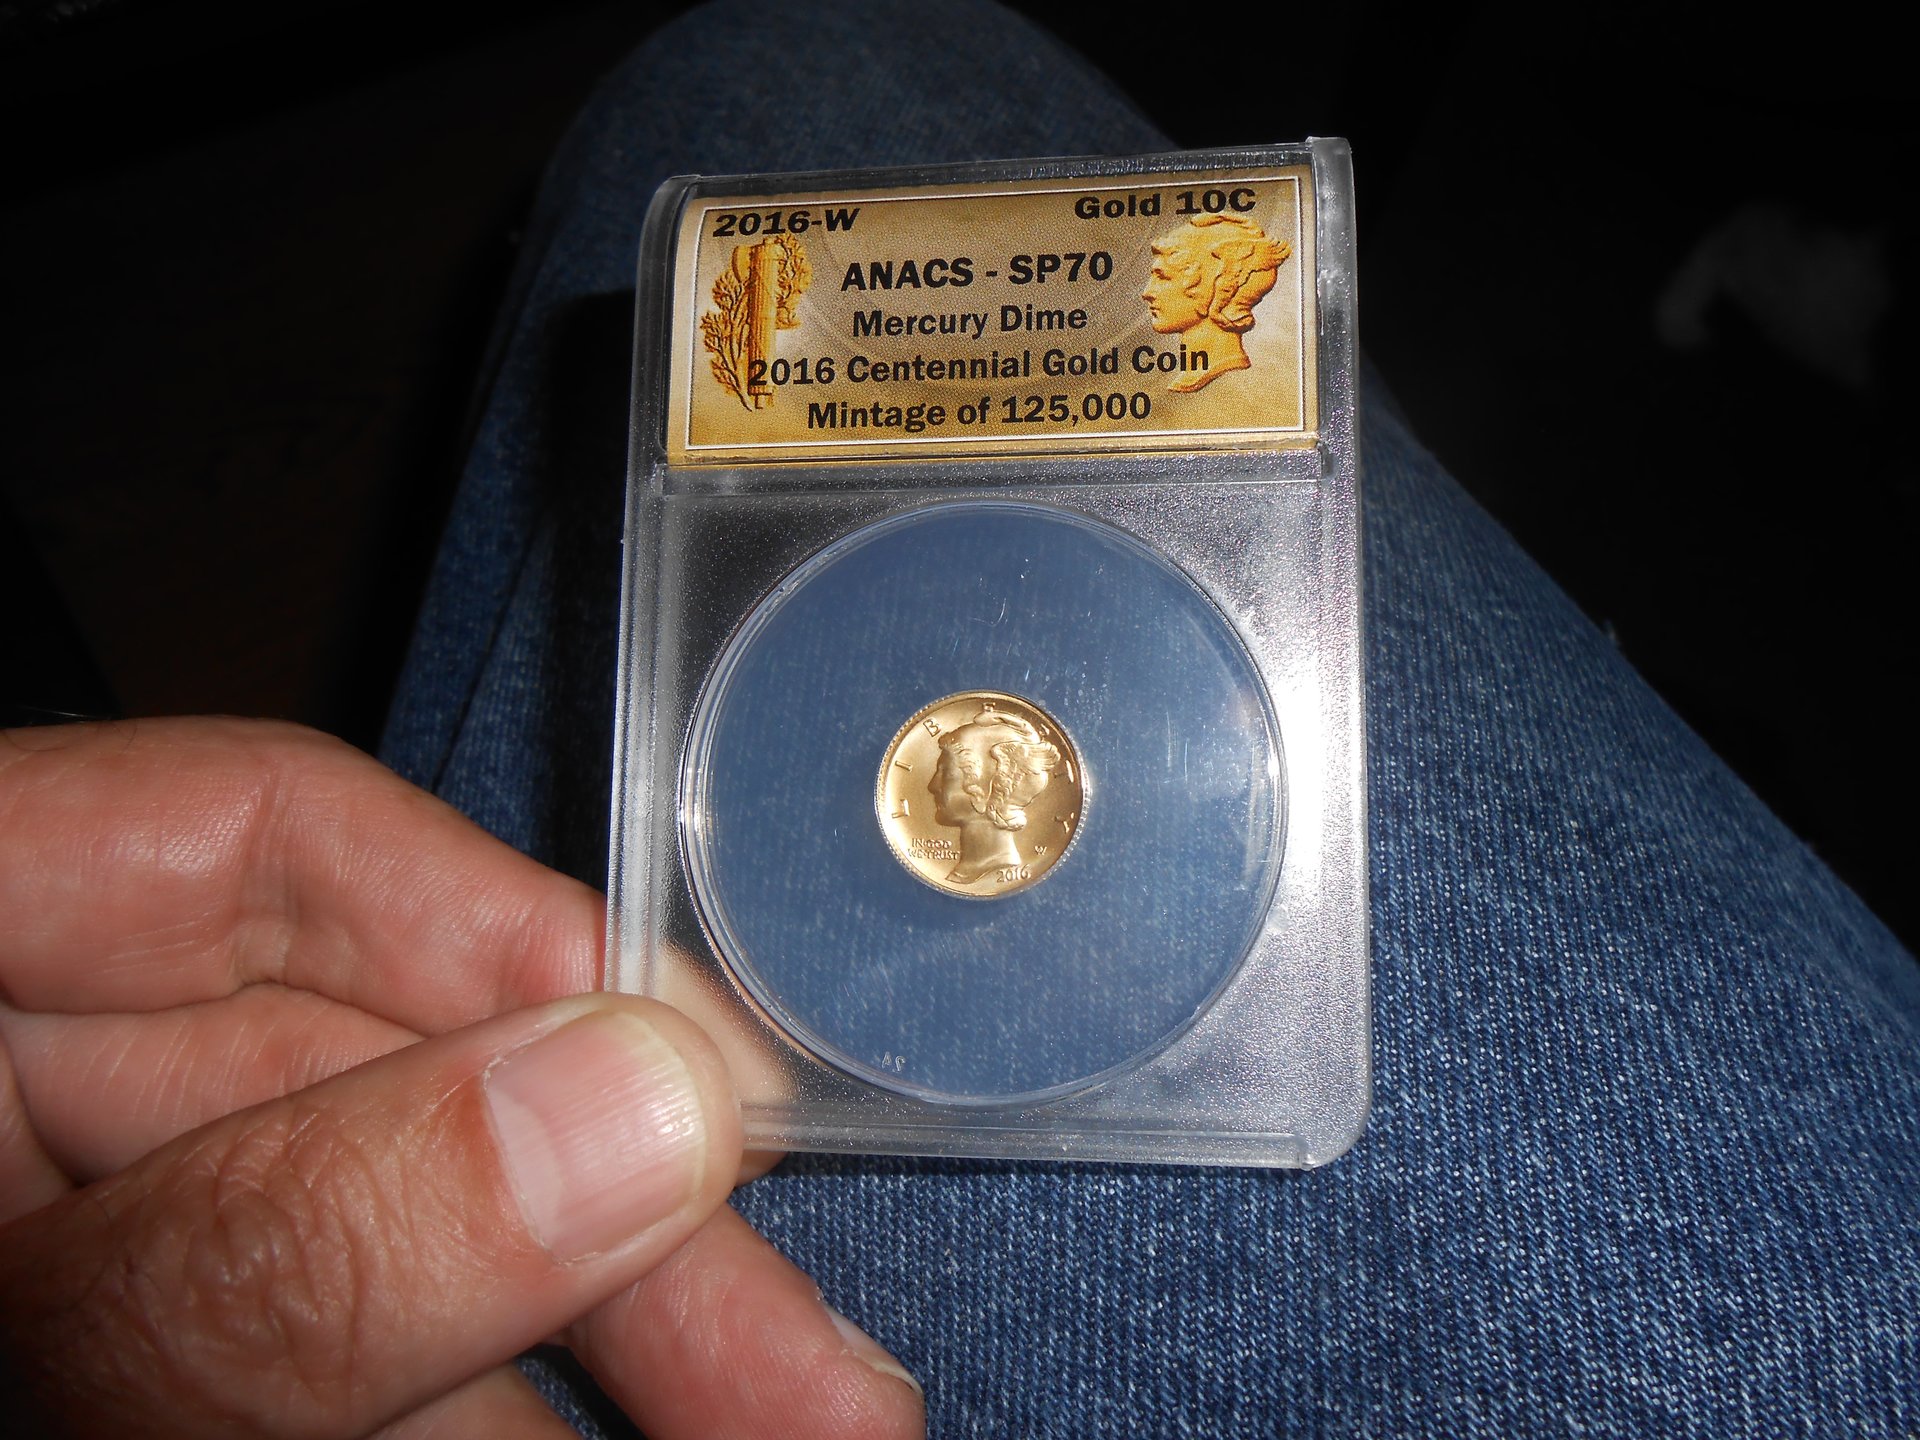 2016-W Gold 10C
ANACS - SP70
Mercury Dime
2016 Centennial Gold Coin
Mintage of 125,000
LIBERTY
IN GOD
WE TRUST
W
2016